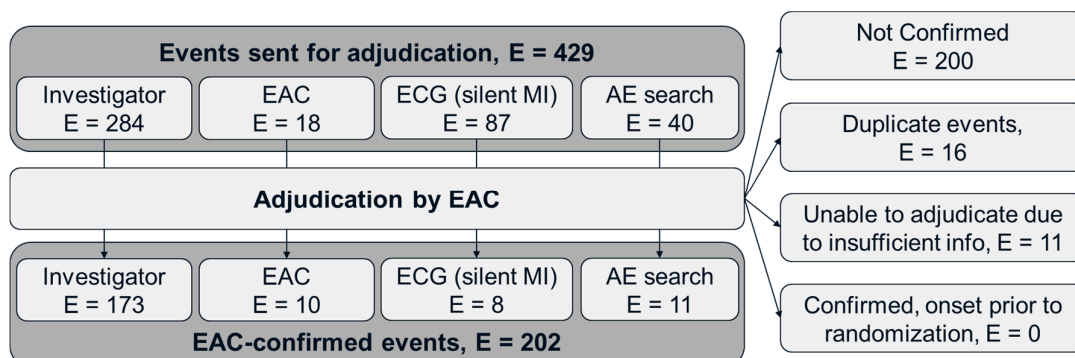 Events sent for adjudication, E = 429
Investigator
E = 284
EAC
E = 18
ECG (silent MI)
E = 87
AE search
E = 40
Adjudication by EAC
Investigator
E = 173
EAC
E = 10
ECG (silent MI)
E = 8
AE search
E = 11
EAC-confirmed events, E = 202
Not Confirmed
E = 200
Duplicate events,
E = 16
Unable to adjudicate due
to insufficient info, E = 11
Confirmed, onset prior to
randomization, E = 0